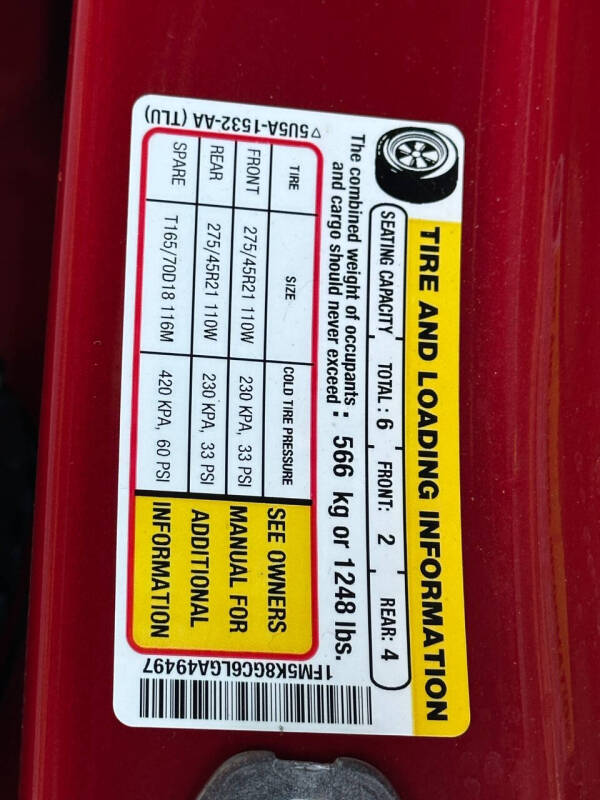 TIRE AND LOADING INFORMATION
SEATING CAPACITY TOTAL : 6 FRONT: 2 REAR: 4
The combined weight of occupants : 566 kg or 1248 lbs.
and cargo should never exceed :
TIRE SIZE COLD TIRE PRESSURE
FRONT 275/45R21 110W 230 KPA, 33 PSI
REAR 275/45R21 110W 230 KPA, 33 PSI
SPARE T165/70D18 116M 420 KPA, 60 PSI
SEE OWNERS
MANUAL FOR
ADDITIONAL
INFORMATION
▽5U5A-1532-AA (TLU)
1FM5K8GC6LGA49497